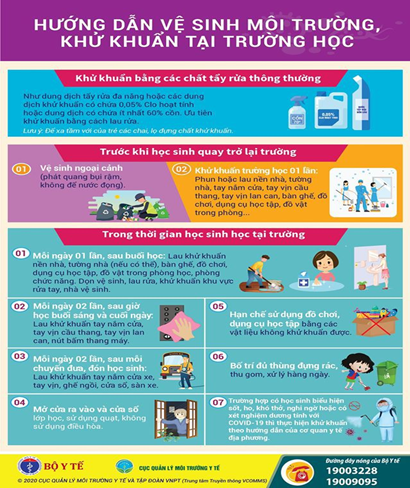 HƯỚNG DẪN VỆ SINH MÔI TRƯỜNG,
KHỬ KHUẨN TẠI TRƯỜNG HỌC
Khử khuẩn bằng các chất tẩy rửa thông thường
Như dung dịch tẩy rửa đa năng hoặc các dung
dịch khử khuẩn có chứa 0,05% Clo hoạt tính
hoặc dung dịch có chứa ít nhất 60% cồn. Ưu tiên
khử khuẩn bằng cách lau rửa.
Lưu ý: Để xa tầm với của trẻ các chai, lọ đựng chất khử khuẩn.
Trước khi học sinh quay trở lại trường
01
Vệ sinh ngoại cảnh
(phát quang bụi rậm,
không để nước đọng).
02
Khử khuẩn trường học 01 lần:
Phun hoặc lau nền nhà, tường
nhà, tay nắm cửa, tay vịn cầu
thang, tay vịn lan can, bàn ghế, đồ
chơi, dụng cụ học tập, đồ vật
trong phòng...
Trong thời gian học sinh học tại trường
01
Mỗi ngày 01 lần, sau buổi học: Lau khử khuẩn
nền nhà, tường nhà (nếu có thể), bàn ghế, đồ chơi,
dụng cụ học tập, đồ vật trong phòng học, phòng
chức năng. Dọn vệ sinh, lau rửa, khử khuẩn khu vực
rửa tay, nhà vệ sinh.
02
Mỗi ngày 02 lần, sau giờ
học buổi sáng và cuối ngày:
Lau khử khuẩn tay nắm cửa,
tay vịn cầu thang, tay vịn lan
can, nút bấm thang máy.
03
Mỗi ngày 02 lần, sau mỗi
chuyến đưa, đón học sinh:
Lau khử khuẩn tay nắm cửa xe,
tay vịn, ghế ngồi, cửa sổ, sàn xe.
04
Mở cửa ra vào và cửa sổ
lớp học, sử dụng quạt, không
sử dụng điều hòa.
05
Hạn chế sử dụng đồ chơi,
dụng cụ học tập bằng các
vật liệu không khử khuẩn được.
06
Bố trí đủ thùng đựng rác,
thu gom, xử lý hàng ngày.
07
Trường hợp có học sinh biểu hiện
sốt, ho, khó thở, nghi ngờ hoặc có
xét nghiệm dương tính với
COVID-19 thì thực hiện khử khuẩn
theo hướng dẫn của cơ quan y tế
địa phương.
BỘ Y TẾ
CỤC QUẢN LÝ MÔI TRƯỜNG Y TẾ
© 2020 CỤC QUẢN LÝ MÔI TRƯỜNG Y TẾ VÀ TẬP ĐOÀN VNPT (Trung tâm Truyền thông VCOMMS)
Đường dây nóng của Bộ Y tế
19003228
19009095